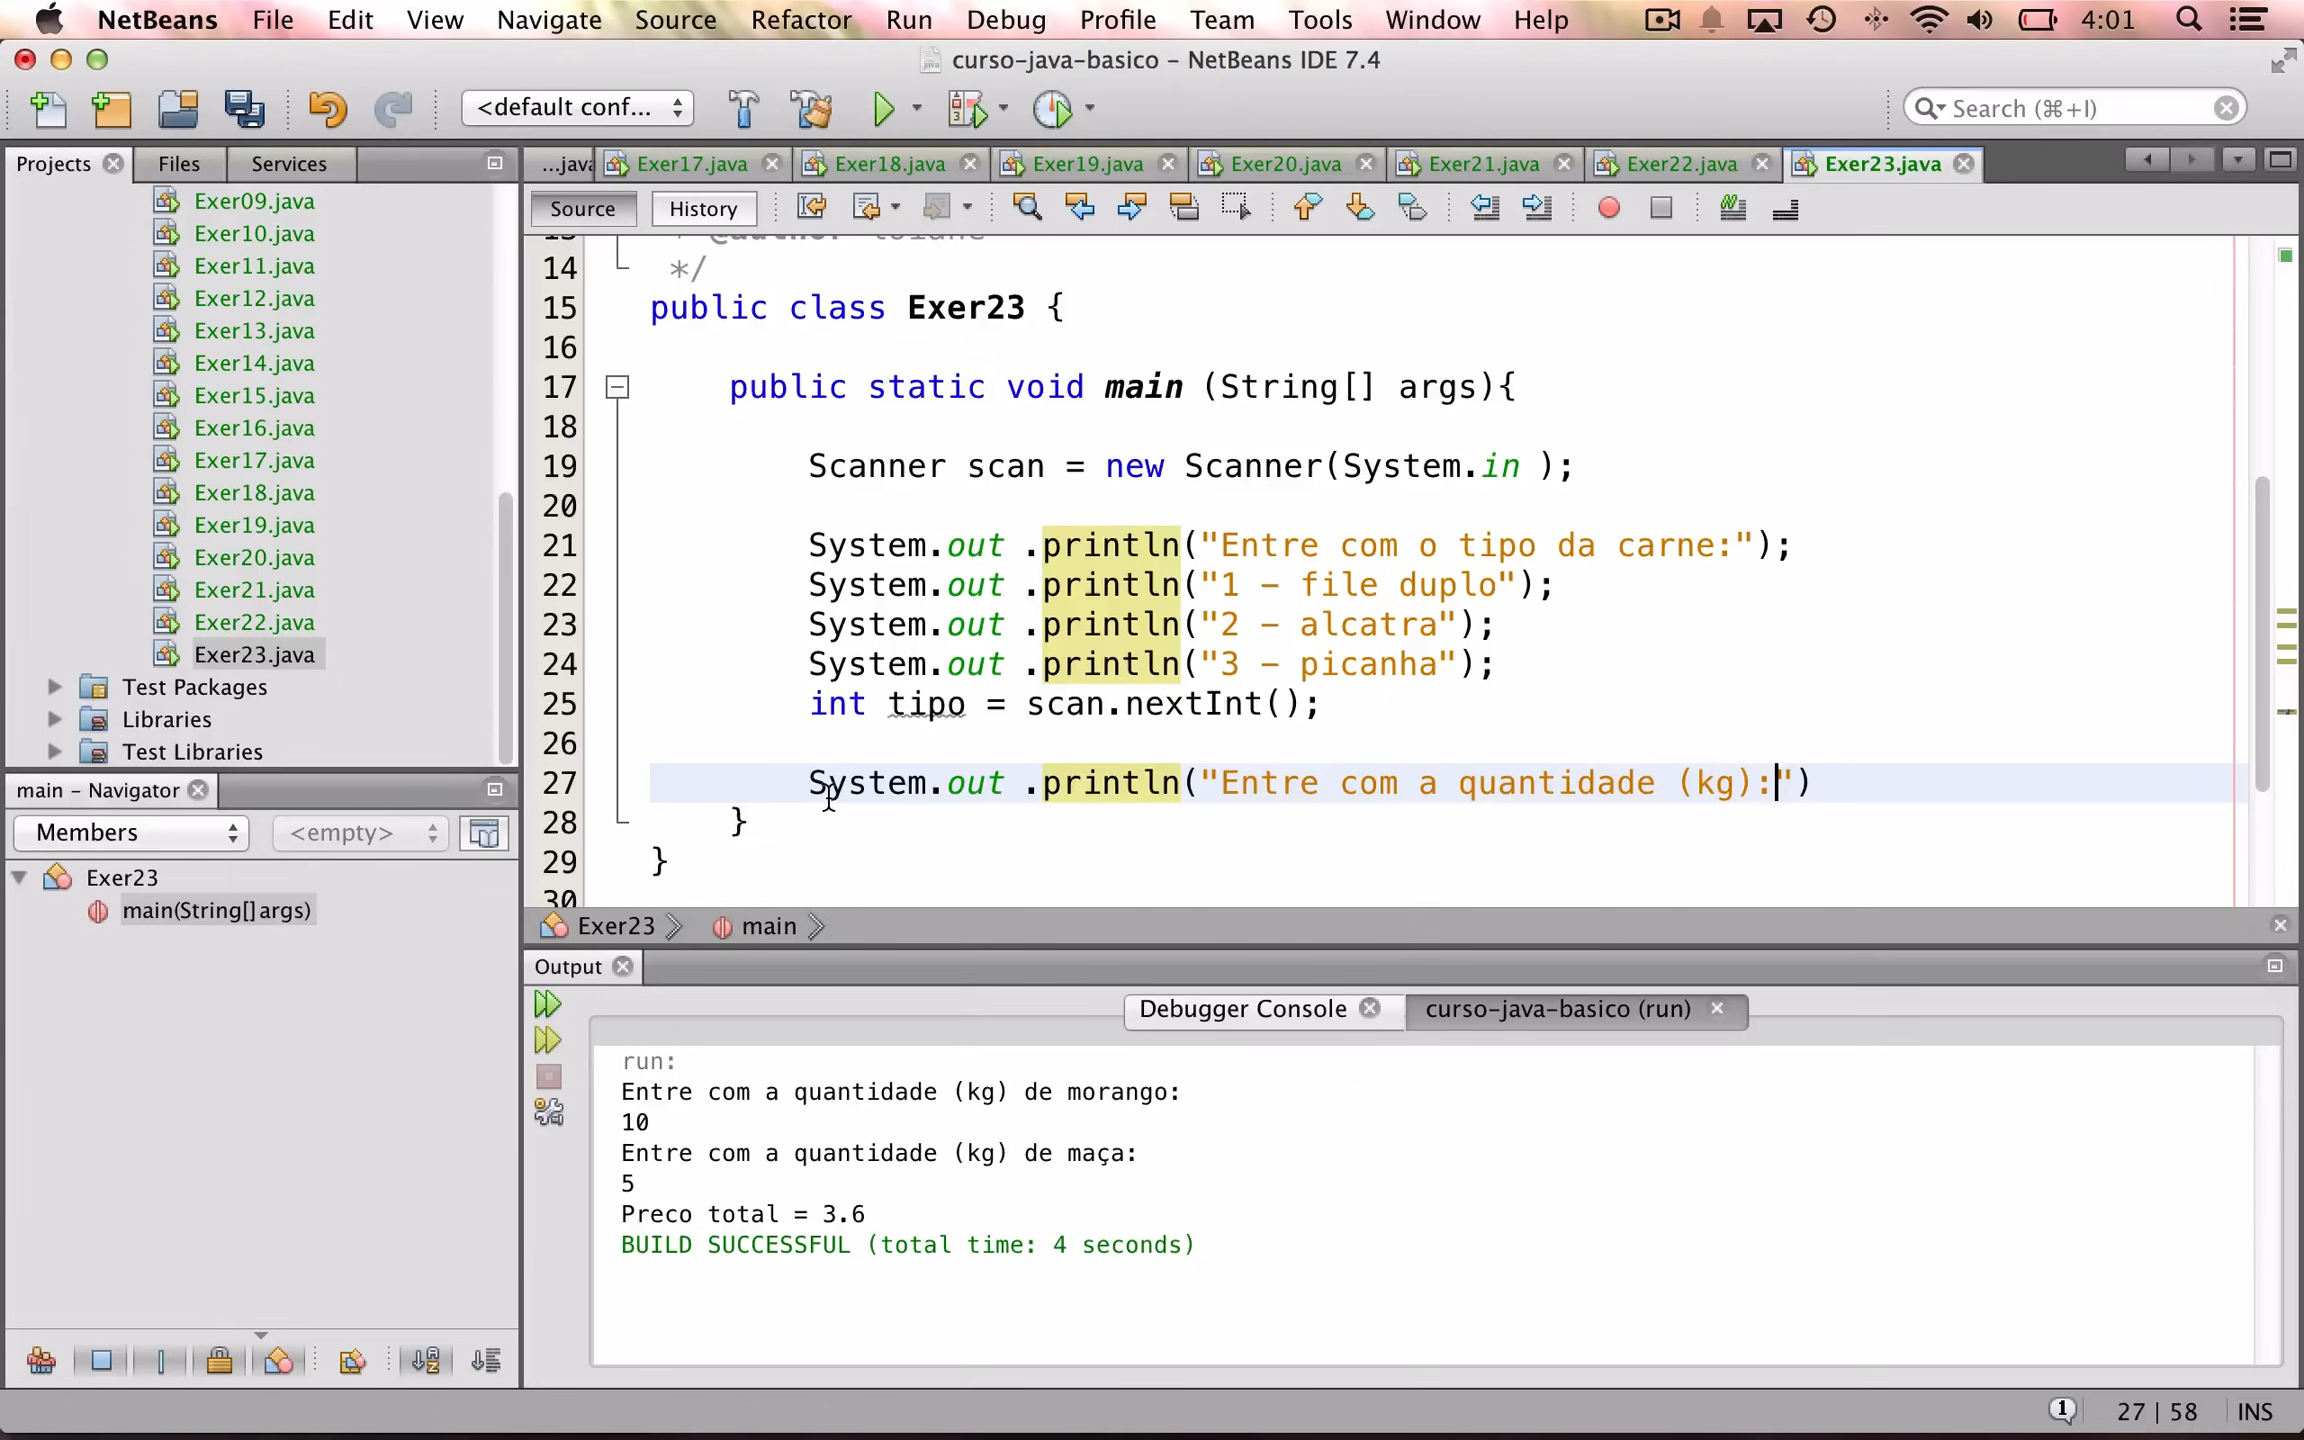 NetBeans File Edit View Navigate Source Refactor Run Debug Profile Team Tools Window Help 4:01
curso-java-basico – NetBeans IDE 7.4
<default conf... Search (⌘+I)
Projects Files Services
...java Exer17.java Exer18.java Exer19.java Exer20.java Exer21.java Exer22.java Exer23.java
Source History
Exer09.java
Exer10.java
Exer11.java
Exer12.java
Exer13.java
Exer14.java
Exer15.java
Exer16.java
Exer17.java
Exer18.java
Exer19.java
Exer20.java
Exer21.java
Exer22.java
Exer23.java
Test Packages
Libraries
Test Libraries
14 */
15 public class Exer23 {
16
17 public static void main (String[] args){
18
19 Scanner scan = new Scanner(System.in );
20
21 System.out .println("Entre com o tipo da carne:");
22 System.out .println("1 – file duplo");
23 System.out .println("2 – alcatra");
24 System.out .println("3 – picanha");
25 int tipo = scan.nextInt();
26
27 System.out .println("Entre com a quantidade (kg):")
28 }
29 }
30
main – Navigator
Members <empty>
Exer23
main(String[] args)
Exer23 main
Output
Debugger Console curso-java-basico (run)
run:
Entre com a quantidade (kg) de morango:
10
Entre com a quantidade (kg) de maça:
5
Preco total = 3.6
BUILD SUCCESSFUL (total time: 4 seconds)
1 27 | 58 INS